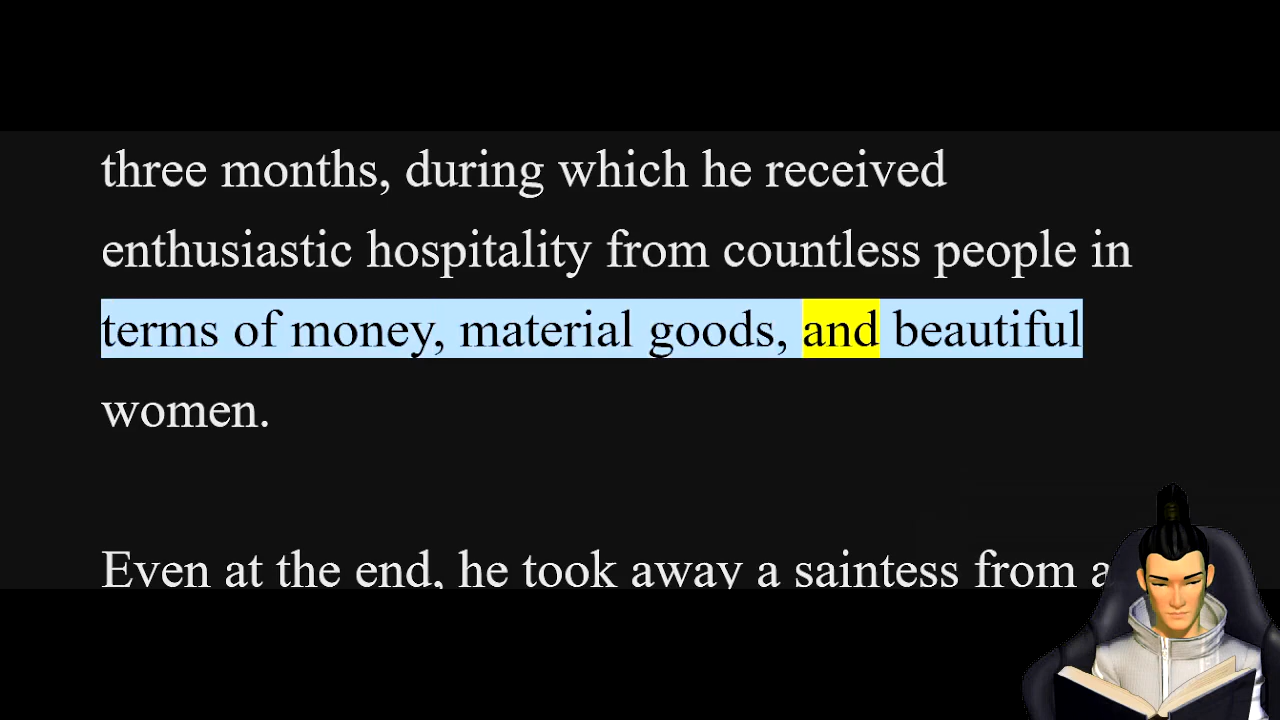 three months, during which he received
enthusiastic hospitality from countless people in
terms of money, material goods, and beautiful
women.
Even at the end, he took away a saintess from a